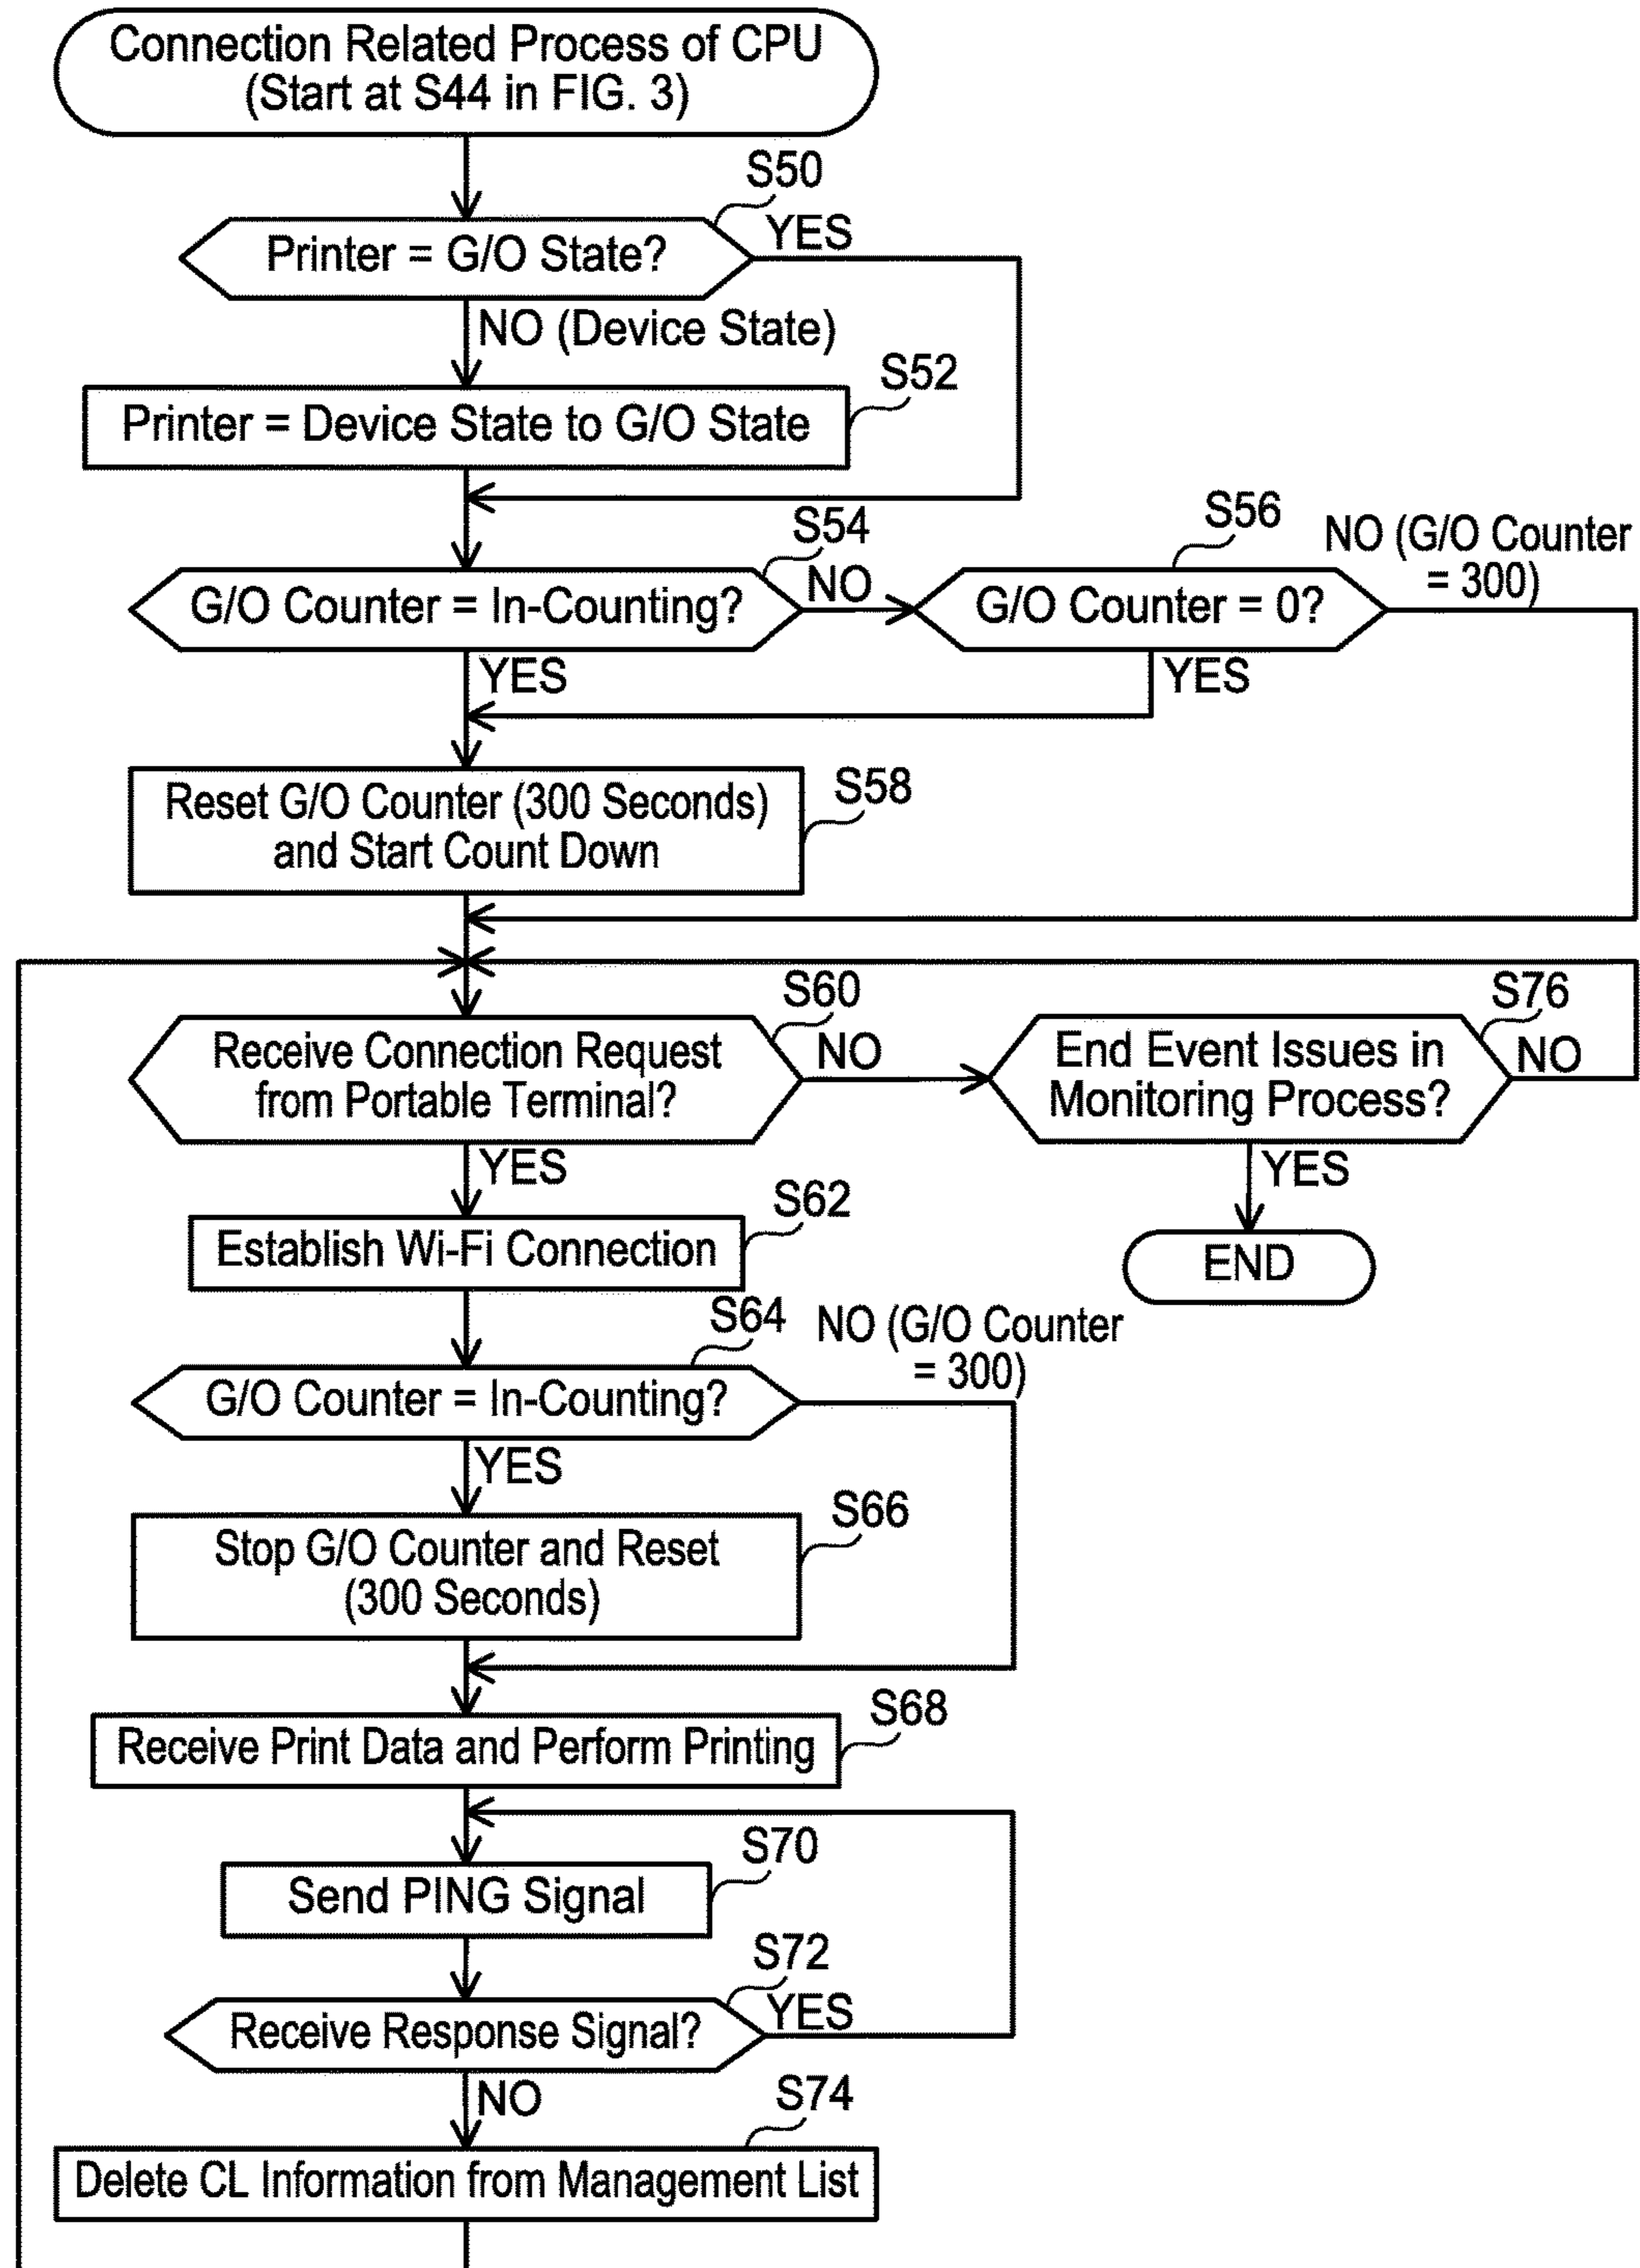 Connection Related Process of CPU
(Start at S44 in FIG. 3)
S50
Printer = G/O State?
YES
NO (Device State)
S52
Printer = Device State to G/O State
S54
S56
NO (G/O Counter
= 300)
G/O Counter = In-Counting?
NO
G/O Counter = 0?
YES
YES
Reset G/O Counter (300 Seconds)
and Start Count Down
S58
S60
S76
Receive Connection Request
from Portable Terminal?
NO
End Event Issues in
Monitoring Process?
NO
YES
YES
S62
Establish Wi-Fi Connection
END
S64
NO (G/O Counter
= 300)
G/O Counter = In-Counting?
YES
S66
Stop G/O Counter and Reset
(300 Seconds)
S68
Receive Print Data and Perform Printing
S70
Send PING Signal
S72
Receive Response Signal?
YES
NO
S74
Delete CL Information from Management List